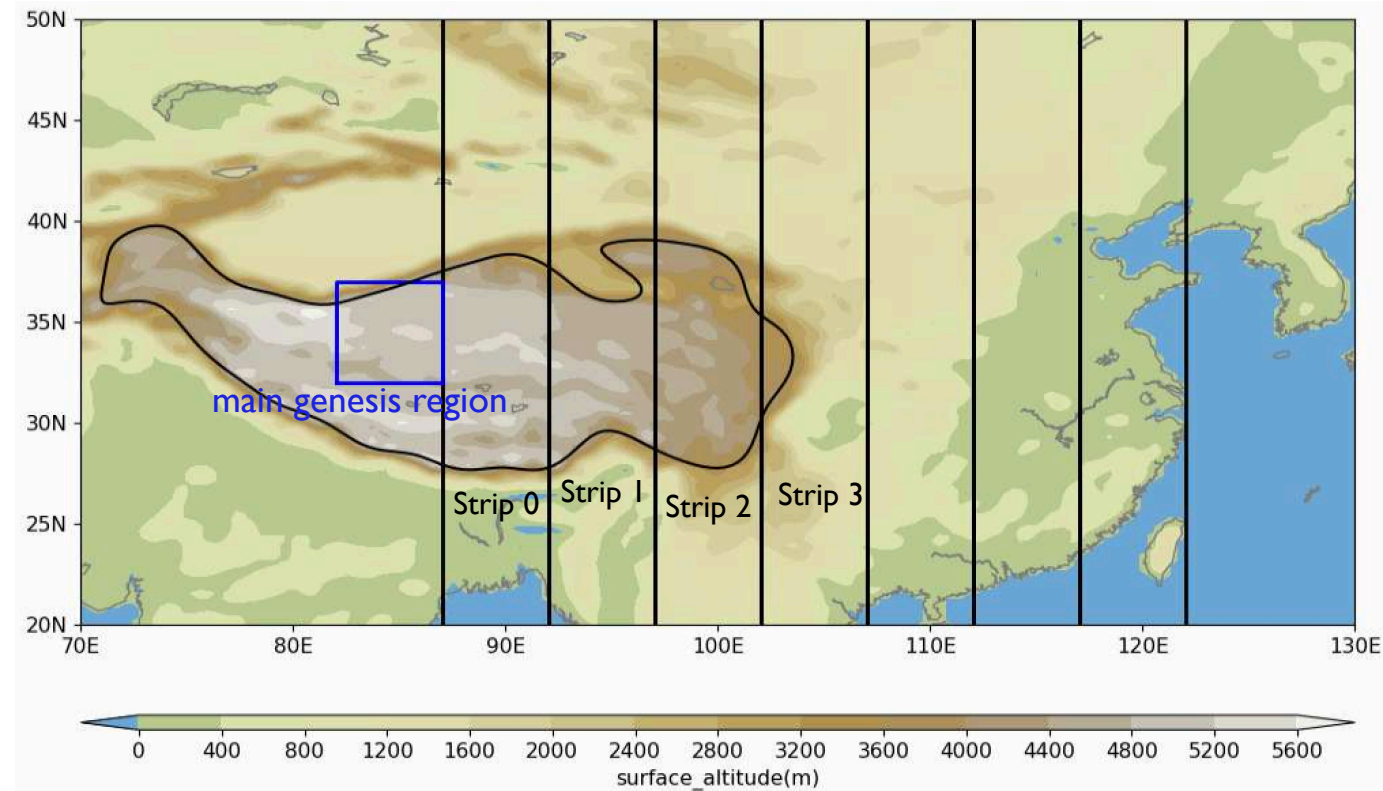 50N
45N
40N
35N
30N
25N
20N
main genesis region
Strip 0
Strip 1
Strip 2
Strip 3
70E 80E 90E 100E 110E 120E 130E
0 400 800 1200 1600 2000 2400 2800 3200 3600 4000 4400 4800 5200 5600
surface_altitude(m)